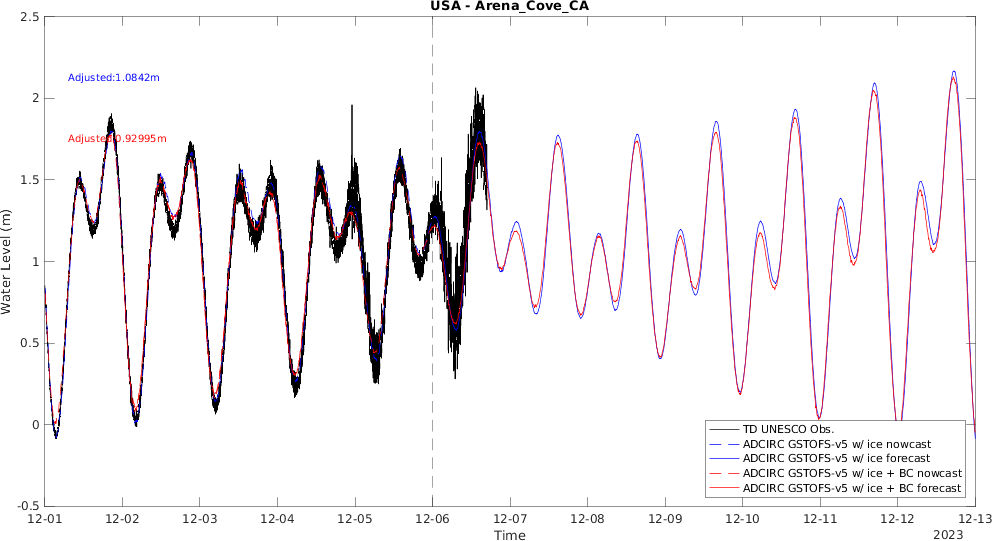 USA - Arena_Cove_CA
2.5
2
1.5
1
0.5
0
-0.5
Water Level (m)
Adjusted:1.0842m
Adjusted:0.92995m
TD UNESCO Obs.
ADCIRC GSTOFS-v5 w/ ice nowcast
ADCIRC GSTOFS-v5 w/ ice forecast
ADCIRC GSTOFS-v5 w/ ice + BC nowcast
ADCIRC GSTOFS-v5 w/ ice + BC forecast
12-01 12-02 12-03 12-04 12-05 12-06 12-07 12-08 12-09 12-10 12-11 12-12 12-13
Time
2023